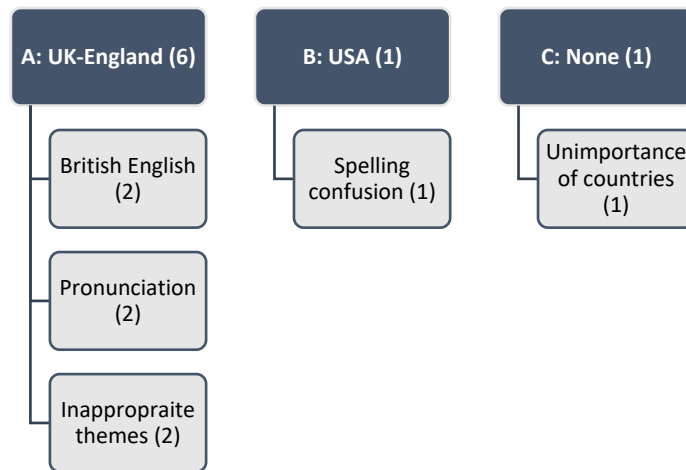 A: UK-England (6)
British English
(2)
Pronunciation
(2)
Inappropraite
themes (2)
B: USA (1)
Spelling
confusion (1)
C: None (1)
Unimportance
of countries
(1)